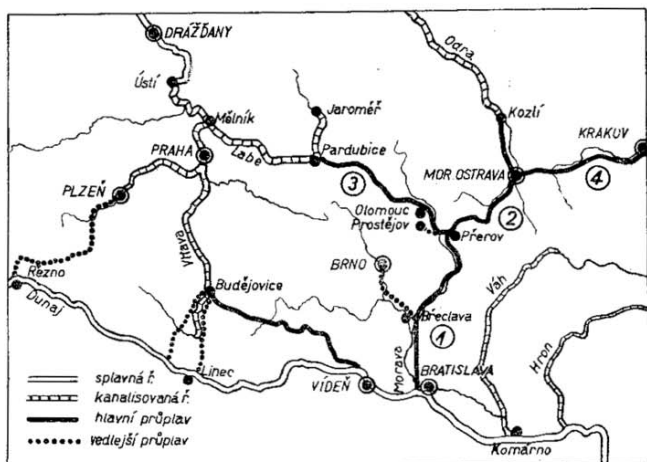 DRÁŽĎANY
Ústí
Mělník
Jaroměř
Odra
Kozlí
KRAKOV
PRAHA
Labe
Pardubice
MOR. OSTRAVA
4
PLZEŇ
3
Olomouc
2
Prostějov
Přerov
Vltava
BRNO
Řezno
Budějovice
Váh
Dunaj
Břeclava
1
Hron
Linec
Morava
BRATISLAVA
VÍDEŇ
Komárno
splavná ř.
kanalisovaná ř.
hlavní průplav
vedlejší průplav